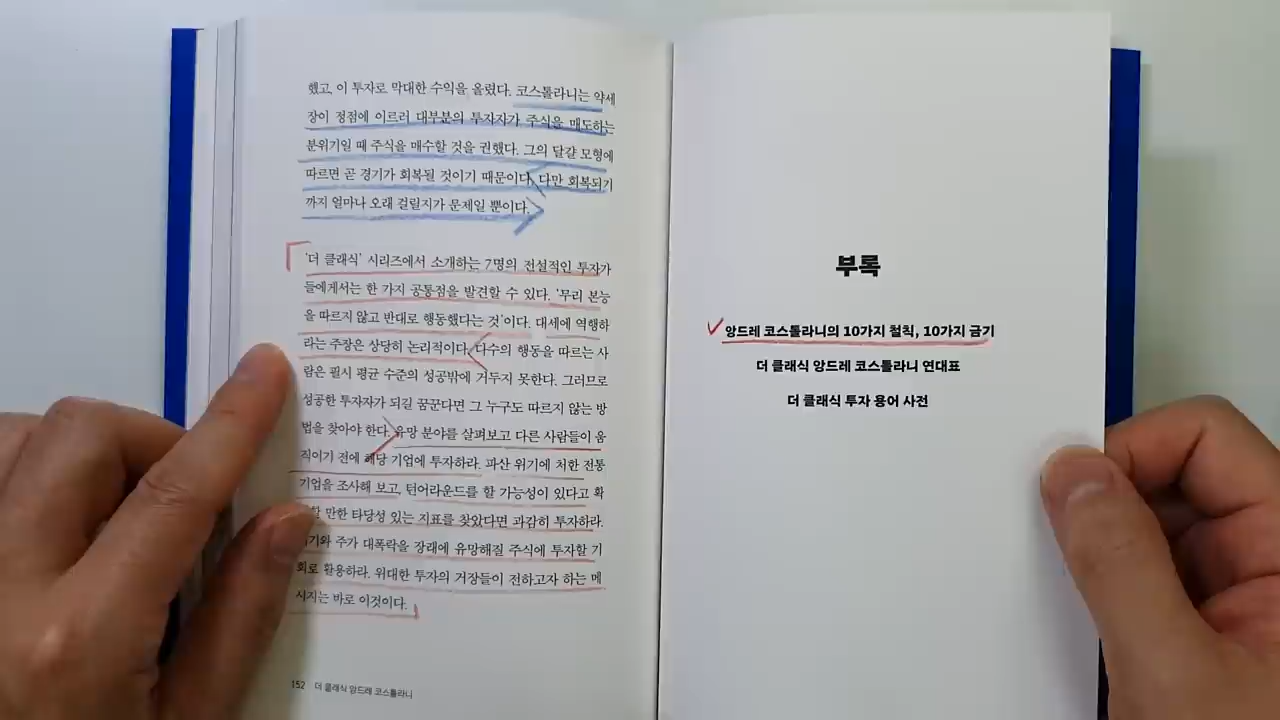 했고, 이 투자로 막대한 수익을 올렸다. 코스톨라니는 약세
장이 정점에 이르러 대부분의 투자자가 주식을 매도하는
분위기일 때 주식을 매수할 것을 권했다. 그의 달걀 모형에
따르면 곧 경기가 회복될 것이기 때문이다. 다만 회복되기
까지 얼마나 오래 걸릴지가 문제일 뿐이다.
‘더 클래식’ 시리즈에서 소개하는 7명의 전설적인 투자가
들에게서는 한 가지 공통점을 발견할 수 있다. ‘무리 본능
을 따르지 않고 반대로 행동했다는 것’이다. 대세에 역행하
라는 주장은 상당히 논리적이다. 다수의 행동을 따르는 사
람은 필시 평균 수준의 성공밖에 거두지 못한다. 그러므로
성공한 투자자가 되길 꿈꾼다면 그 누구도 따르지 않는 방
법을 찾아야 한다. 유망 분야를 살펴보고 다른 사람들이 움
직이기 전에 해당 기업에 투자하라. 파산 위기에 처한 전통
기업을 조사해 보고, 턴어라운드를 할 가능성이 있다고 확
할 만한 타당성 있는 지표를 찾았다면 과감히 투자하라.
기와 주가 대폭락을 장래에 유망해질 주식에 투자할 기
회로 활용하라. 위대한 투자의 거장들이 전하고자 하는 메
시지는 바로 이것이다.
152 더 클래식 앙드레 코스톨라니
부록
앙드레 코스톨라니의 10가지 철칙, 10가지 금기
더 클래식 앙드레 코스톨라니 연대표
더 클래식 투자 용어 사전